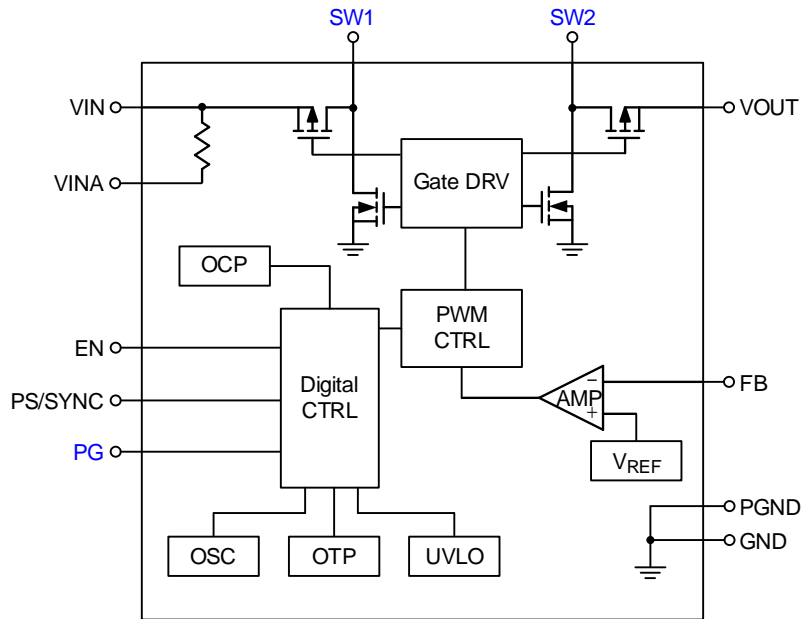 SW1
SW2
VIN
VOUT
VINA
Gate DRV
OCP
PWM
CTRL
EN
PS/SYNC
PG
Digital
CTRL
AMP
−
+
FB
VREF
PGND
GND
OSC
OTP
UVLO